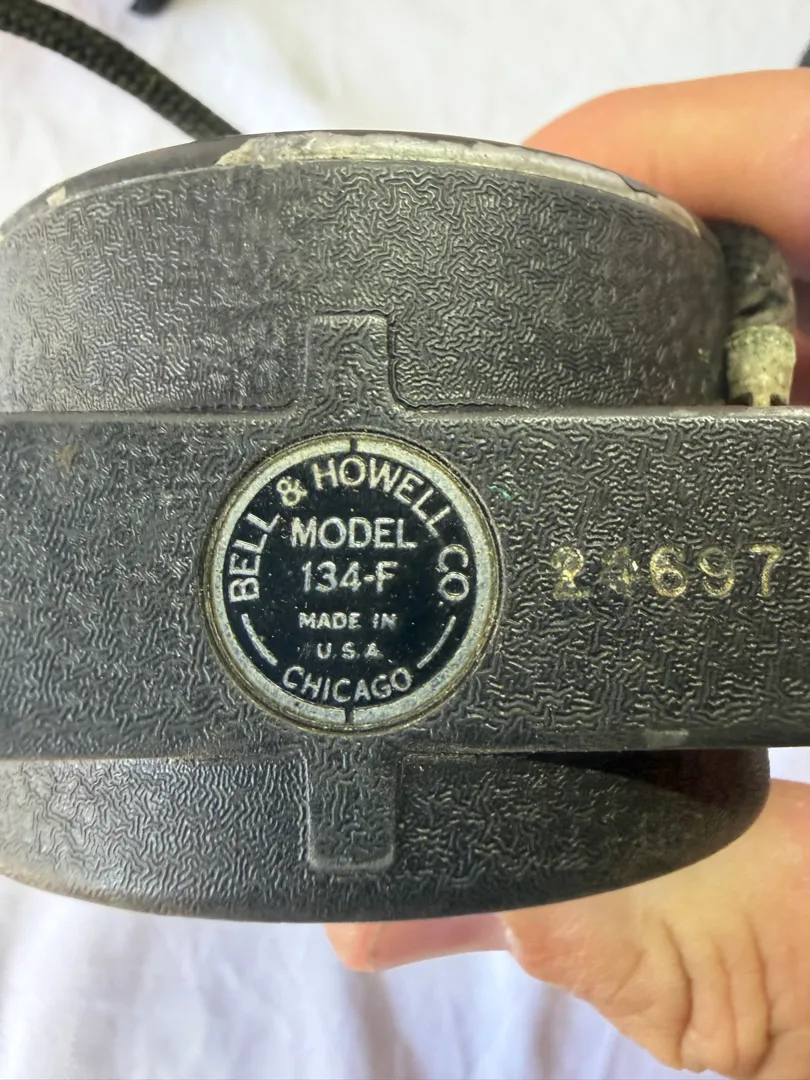 BELL & HOWELL CO.
MODEL
134-F
MADE IN
U.S.A.
CHICAGO
24697